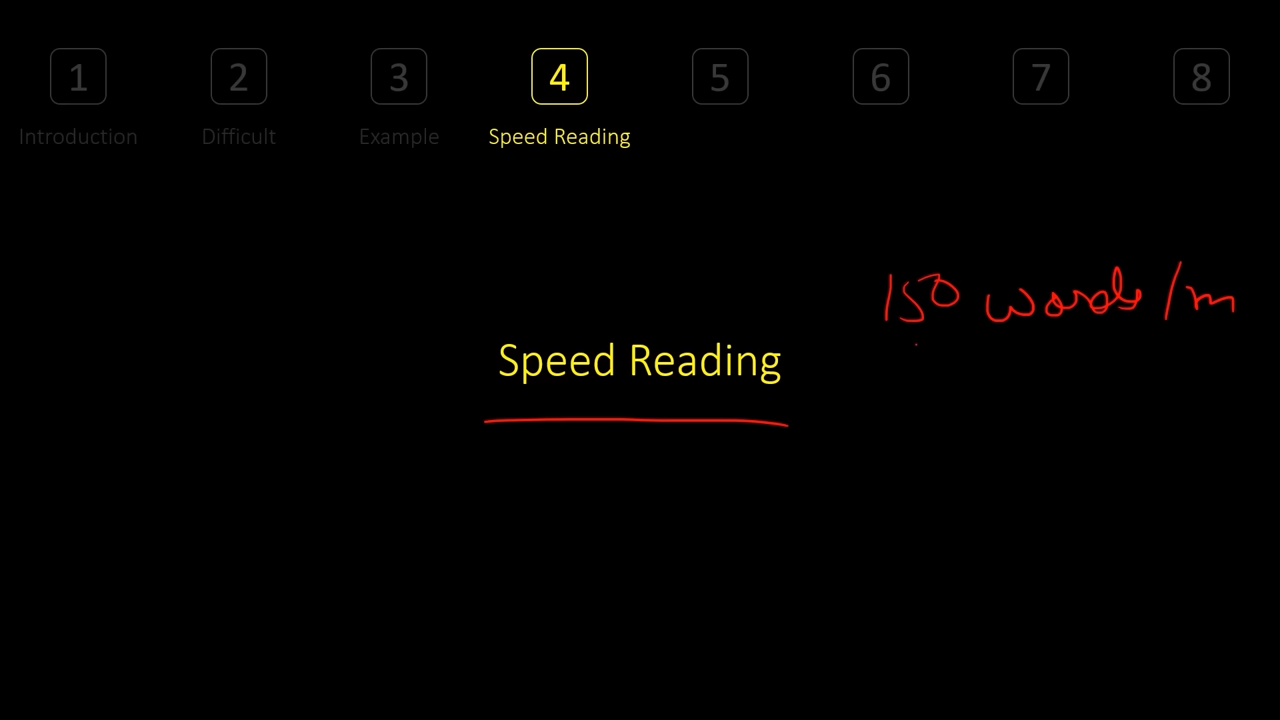 1 2 3 4 5 6 7 8
Introduction Difficult Example Speed Reading
150 words/m
Speed Reading